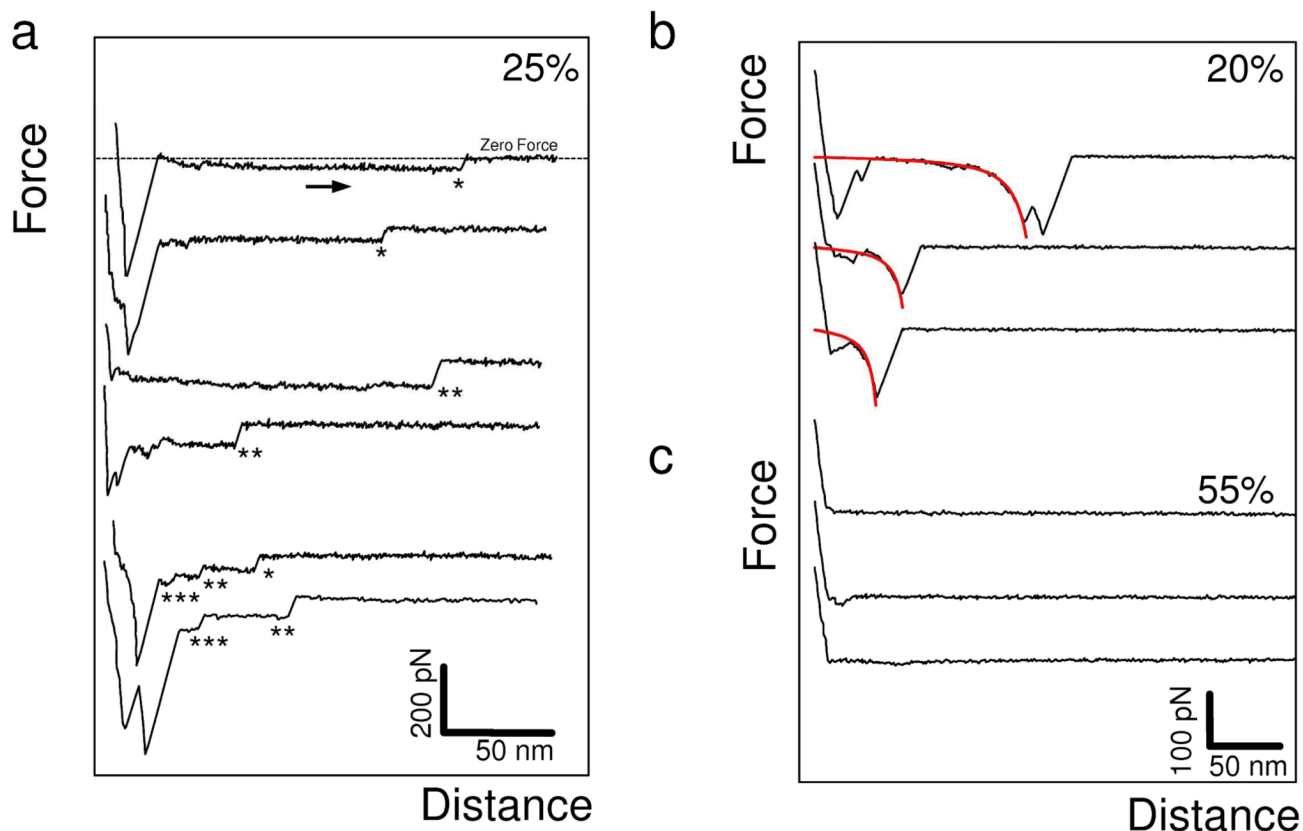 a
25%
Force
Zero Force
*
*
**
**
*** ** *
*** **
200 pN
50 nm
Distance
b
20%
Force
c
55%
Force
100 pN
50 nm
Distance